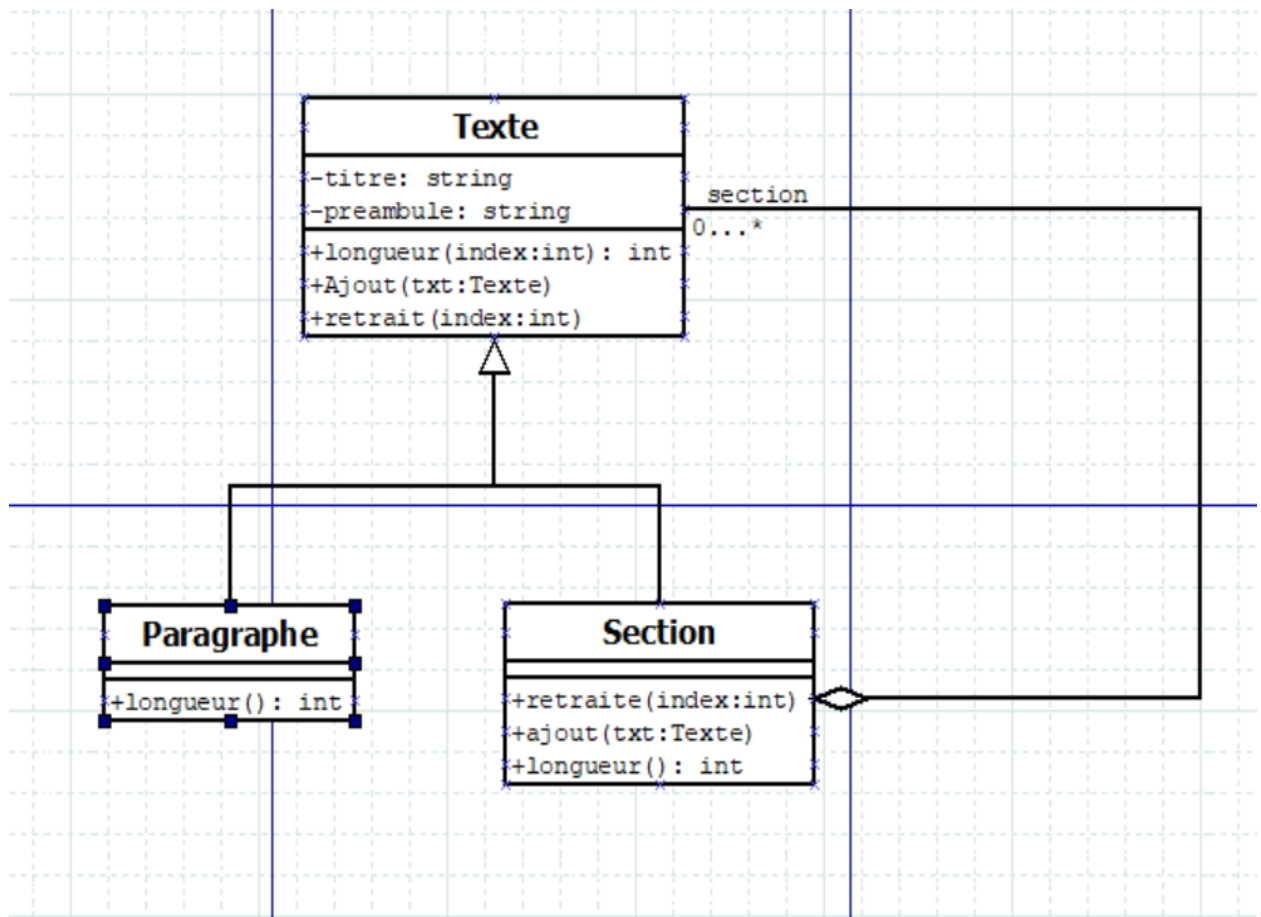 Texte
-titre: string
-preambule: string
section
0...*
+longueur(index:int): int
+Ajout(txt:Texte)
+retrait(index:int)
Paragraphe
+longueur(): int
Section
+retraite(index:int)
+ajout(txt:Texte)
+longueur(): int